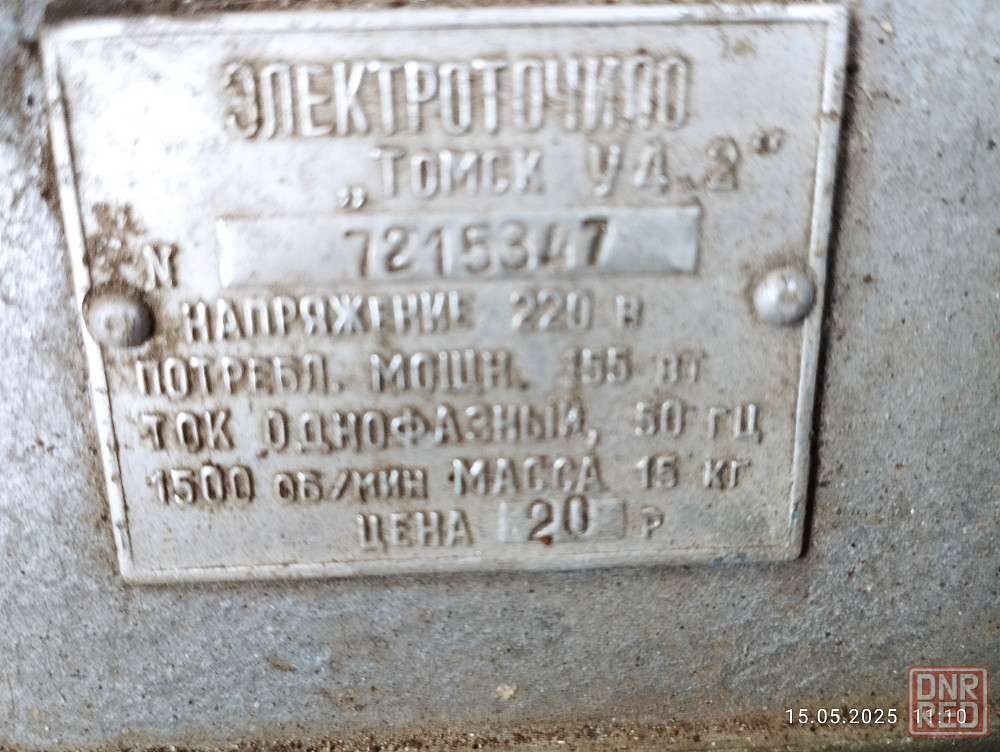 ЭЛЕКТРОТОЧИЛО
„ТОМСК У4.2"
N 7215347
НАПРЯЖЕНИЕ 220 В
ПОТРЕБЛ. МОЩН. 155 ВТ
ТОК ОДНОФАЗНЫЙ, 50 ГЦ
1500 ОБ/МИН МАССА 15 КГ
ЦЕНА 20 Р
DNR
RED
15.05.2025 11:10